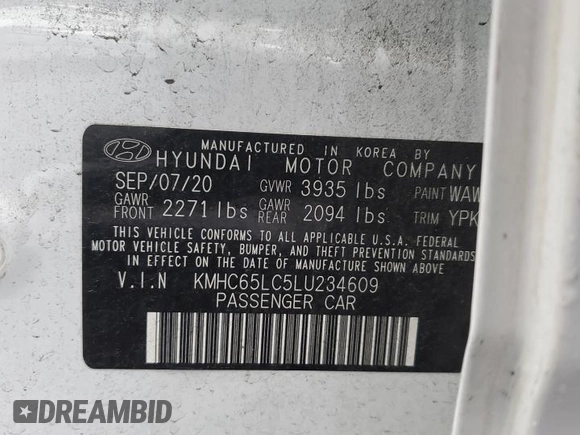 MANUFACTURED IN KOREA BY
HYUNDAI MOTOR COMPANY
SEP/07/20 GVWR 3935 lbs PAINT WAW
GAWR FRONT 2271 lbs GAWR REAR 2094 lbs TRIM YPK
THIS VEHICLE CONFORMS TO ALL APPLICABLE U.S.A. FEDERAL
MOTOR VEHICLE SAFETY, BUMPER, AND THEFT PREVENTION STANDARDS
IN EFFECT ON THE DATE OF MANUFACTURE SHOWN ABOVE.
V.I.N KMHC65LC5LU234609
PASSENGER CAR
DREAMBID